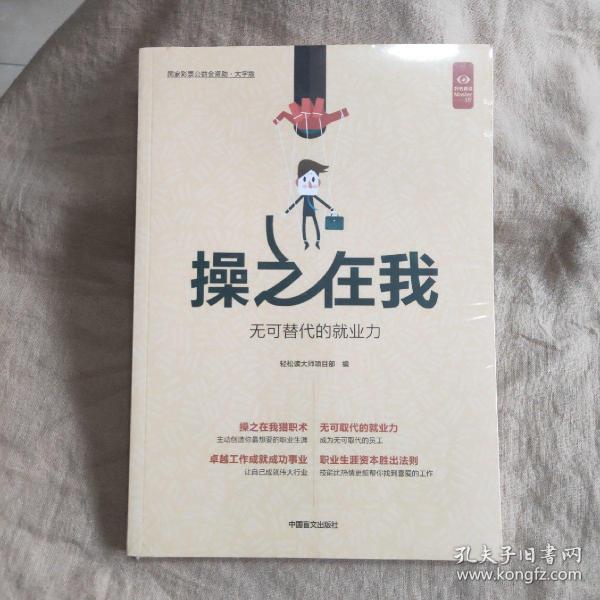 国家彩票公益金资助·大字版
操之在我
无可替代的就业力
轻松读大师项目部 编
操之在我猎职术
主动创造你最想要的职业生涯
无可取代的就业力
成为无可取代的员工
卓越工作成就成功事业
让自己成就伟大行业
职业生涯资本胜出法则
技能比热情更能帮你找到喜爱的工作
中国盲文出版社
孔夫子旧书网
www.kongfz.com